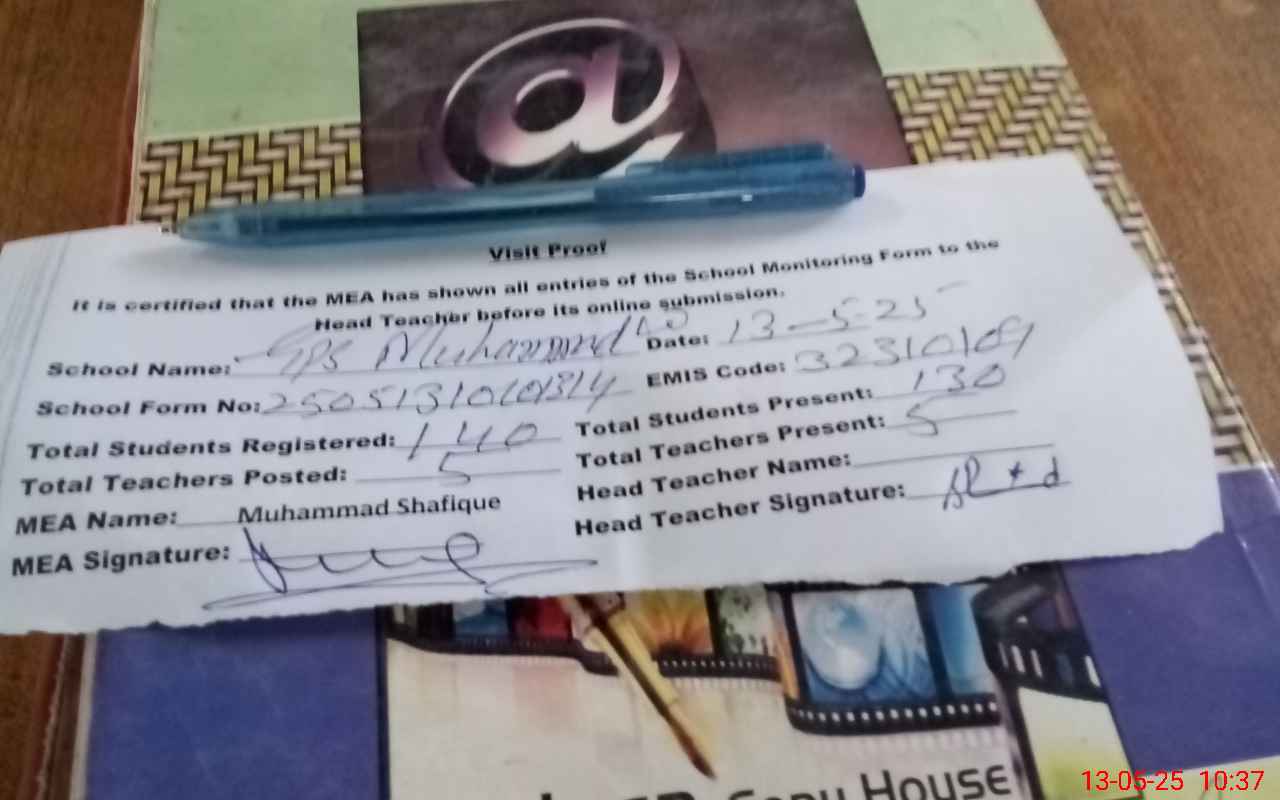 @
Visit Proof
It is certified that the MEA has shown all entries of the School Monitoring Form to the
Head Teacher before its online submission.
School Name: GPS Muhammad Date: 13-5-25
School Form No: EMIS Code: 32310109
Total Students Registered: 140 Total Students Present: 130
Total Teachers Posted: 5 Total Teachers Present: 5
MEA Name: Muhammad Shafique Head Teacher Name:
MEA Signature: Head Teacher Signature:
Copy House
13-05-25 10:37